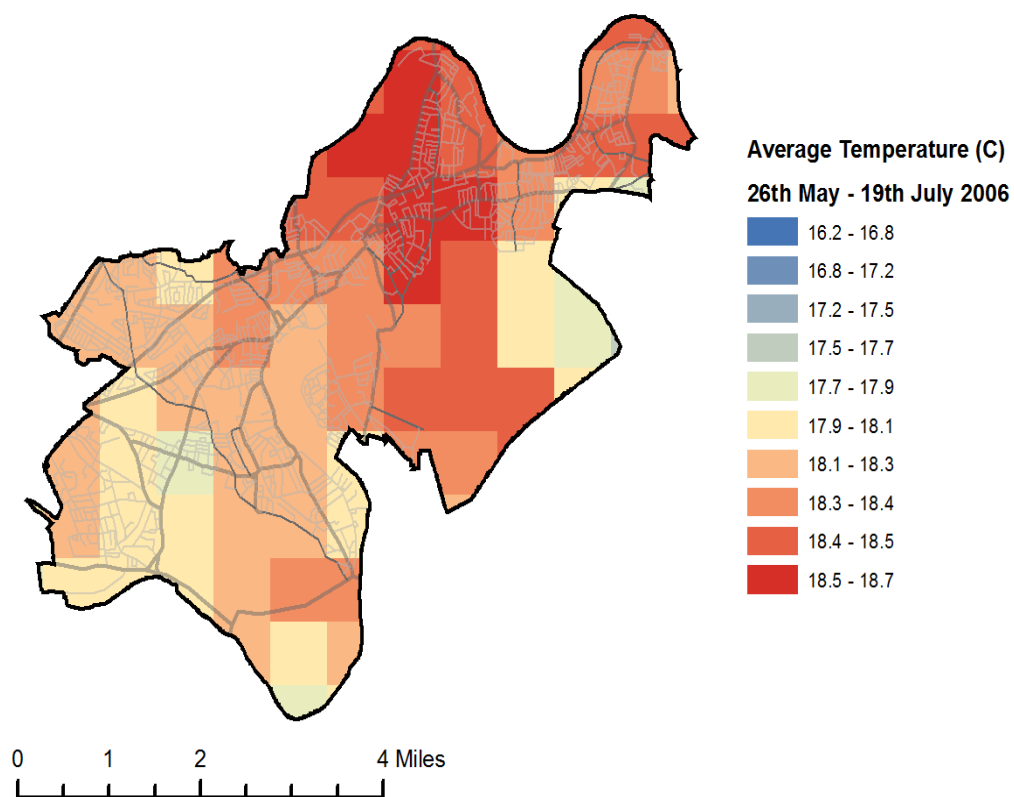 Average Temperature (C)
26th May - 19th July 2006
16.2 - 16.8
16.8 - 17.2
17.2 - 17.5
17.5 - 17.7
17.7 - 17.9
17.9 - 18.1
18.1 - 18.3
18.3 - 18.4
18.4 - 18.5
18.5 - 18.7
0 1 2 4 Miles